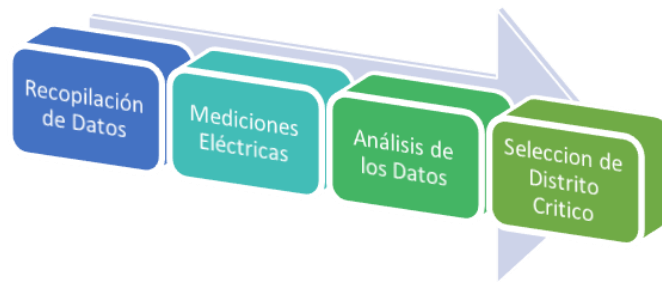 Recopilación
de Datos
Mediciones
Eléctricas
Análisis de
los Datos
Seleccion de
Distrito
Critico